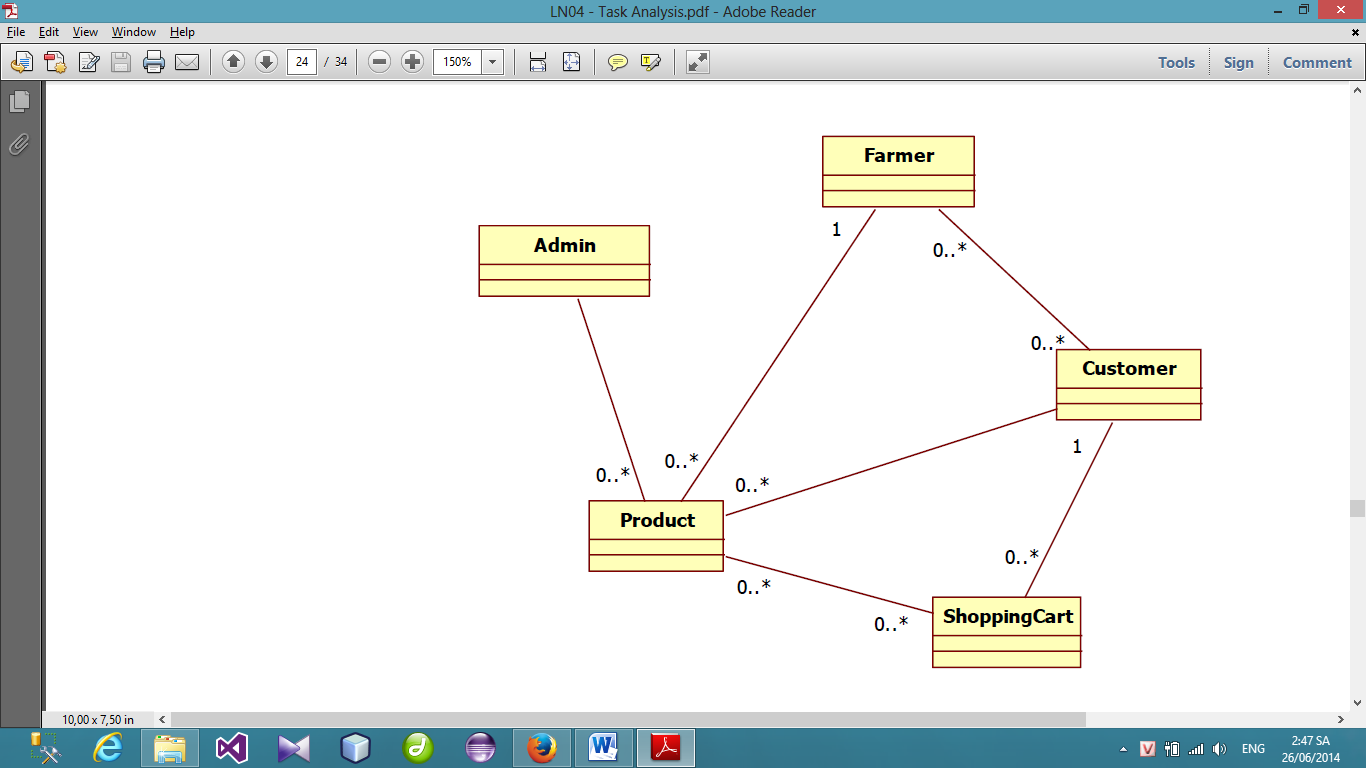 LN04 - Task Analysis.pdf - Adobe Reader
File Edit View Window Help
24 / 34 150% Tools Sign Comment
Farmer
1
0..*
Admin
0..*
Customer
1
0..*
0..*
0..*
Product
0..*
0..*
0..*
ShoppingCart
10,00 x 7,50 in
ENG
2:47 SA
26/06/2014